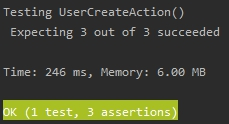 Testing UserCreateAction()
Expecting 3 out of 3 succeeded
Time: 246 ms, Memory: 6.00 MB
OK (1 test, 3 assertions)